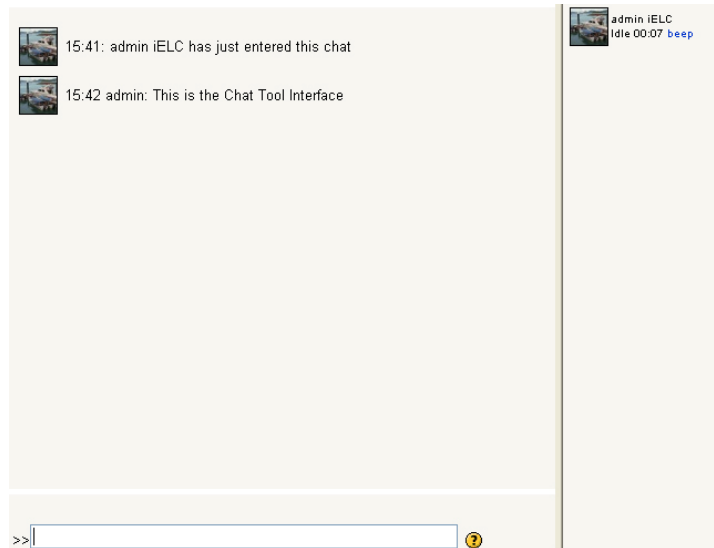 15:41: admin iELC has just entered this chat
15:42 admin: This is the Chat Tool Interface
admin iELC
Idle 00:07 beep
>>
?